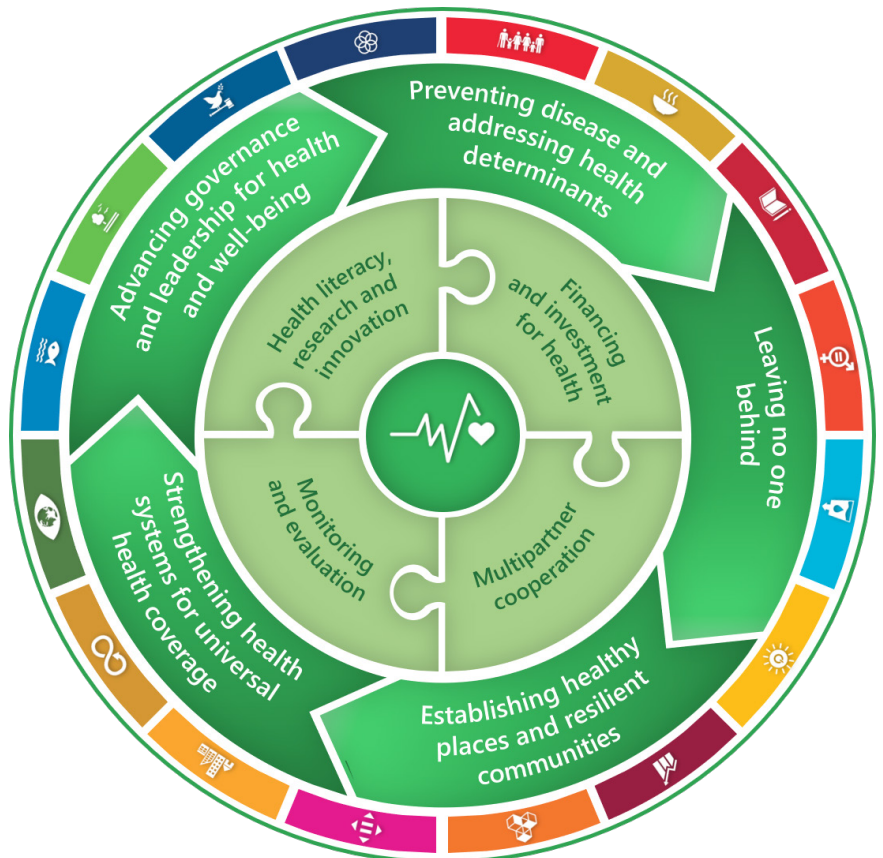 Preventing disease and
addressing health
determinants
Leaving no one
behind
Establishing healthy
places and resilient
communities
Strengthening health
systems for universal
health coverage
Advancing governance
and leadership for health
and well-being
Health literacy,
research and
innovation
Financing
and investment
for health
Multipartner
cooperation
Monitoring
and evaluation